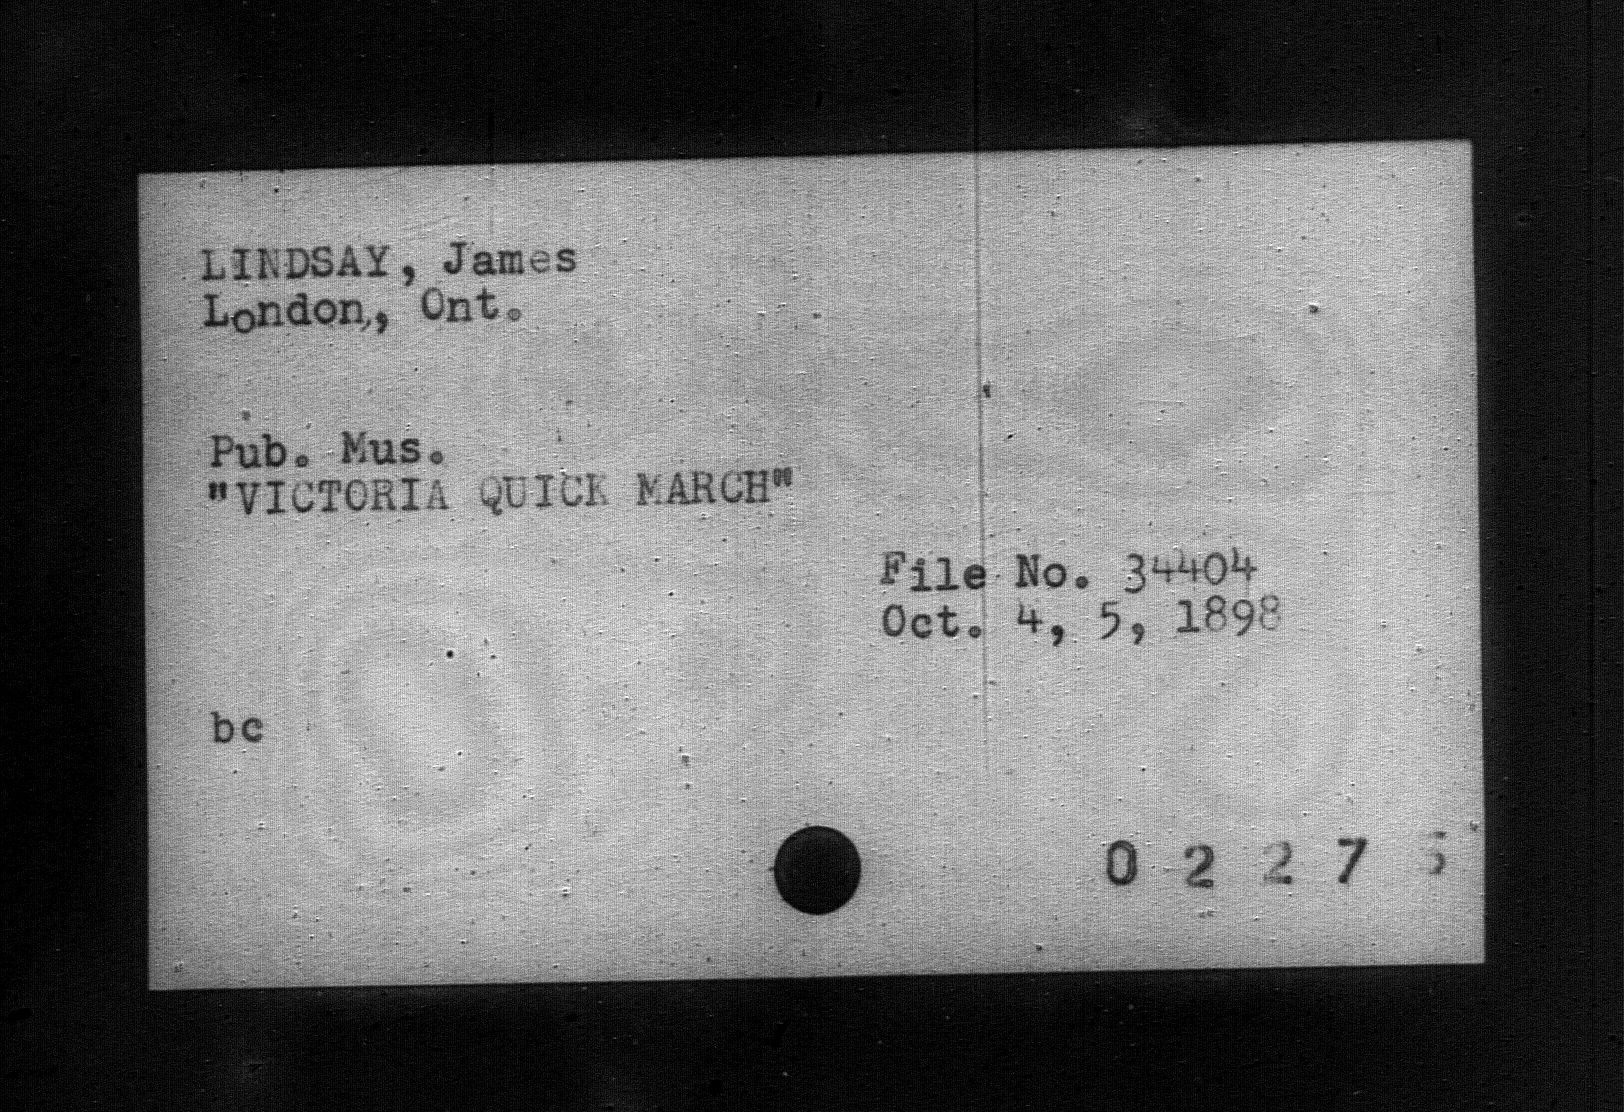 LINDSAY, James
London, Ont.
Pub. Mus.
"VICTORIA QUICK MARCH"
File No. 34404
Oct. 4, 5, 1898
bc
0 2 2 7 5